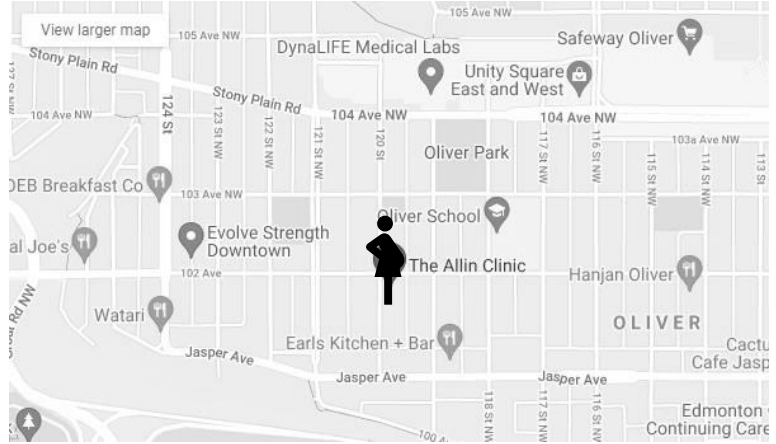 105 Ave NW
105 Ave NW
View larger map
105 Ave NW
DynaLIFE Medical Labs
Safeway Oliver
Stony Plain Rd
Unity Square
East and West
Stony Plain Rd
124 St
104 Ave NW
104 Ave NW
104 Ave NW
123 St NW
122 St NW
121 St NW
120 St
117 St NW
116 St NW
103a Ave NW
Oliver Park
115 St NW
114 St NW
113 St
OEB Breakfast Co
103 Ave NW
Oliver School
Evolve Strength
Downtown
al Joe's
102 Ave
The Allin Clinic
Hanjan Oliver
Watari
OLIVER
Earls Kitchen + Bar
Jasper Ave
Cactu
Cafe Jasp
Jasper Ave
Jasper Ave
118 St NW
117 St NW
116 St NW
Edmonton
Continuing Care
100 A